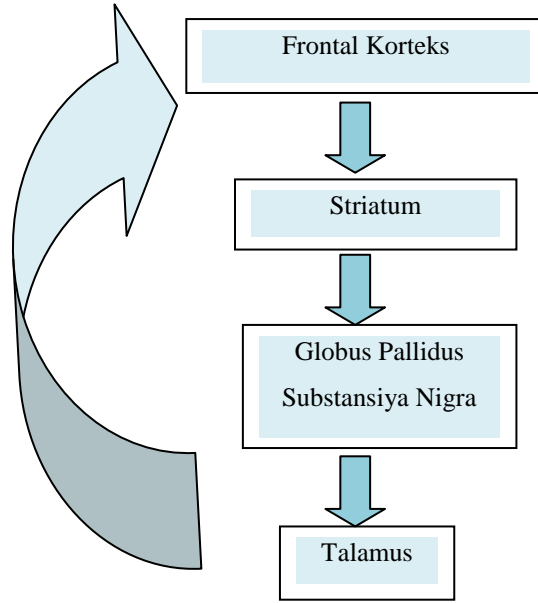 Frontal Korteks
Striatum
Globus Pallidus
Substansiya Nigra
Talamus